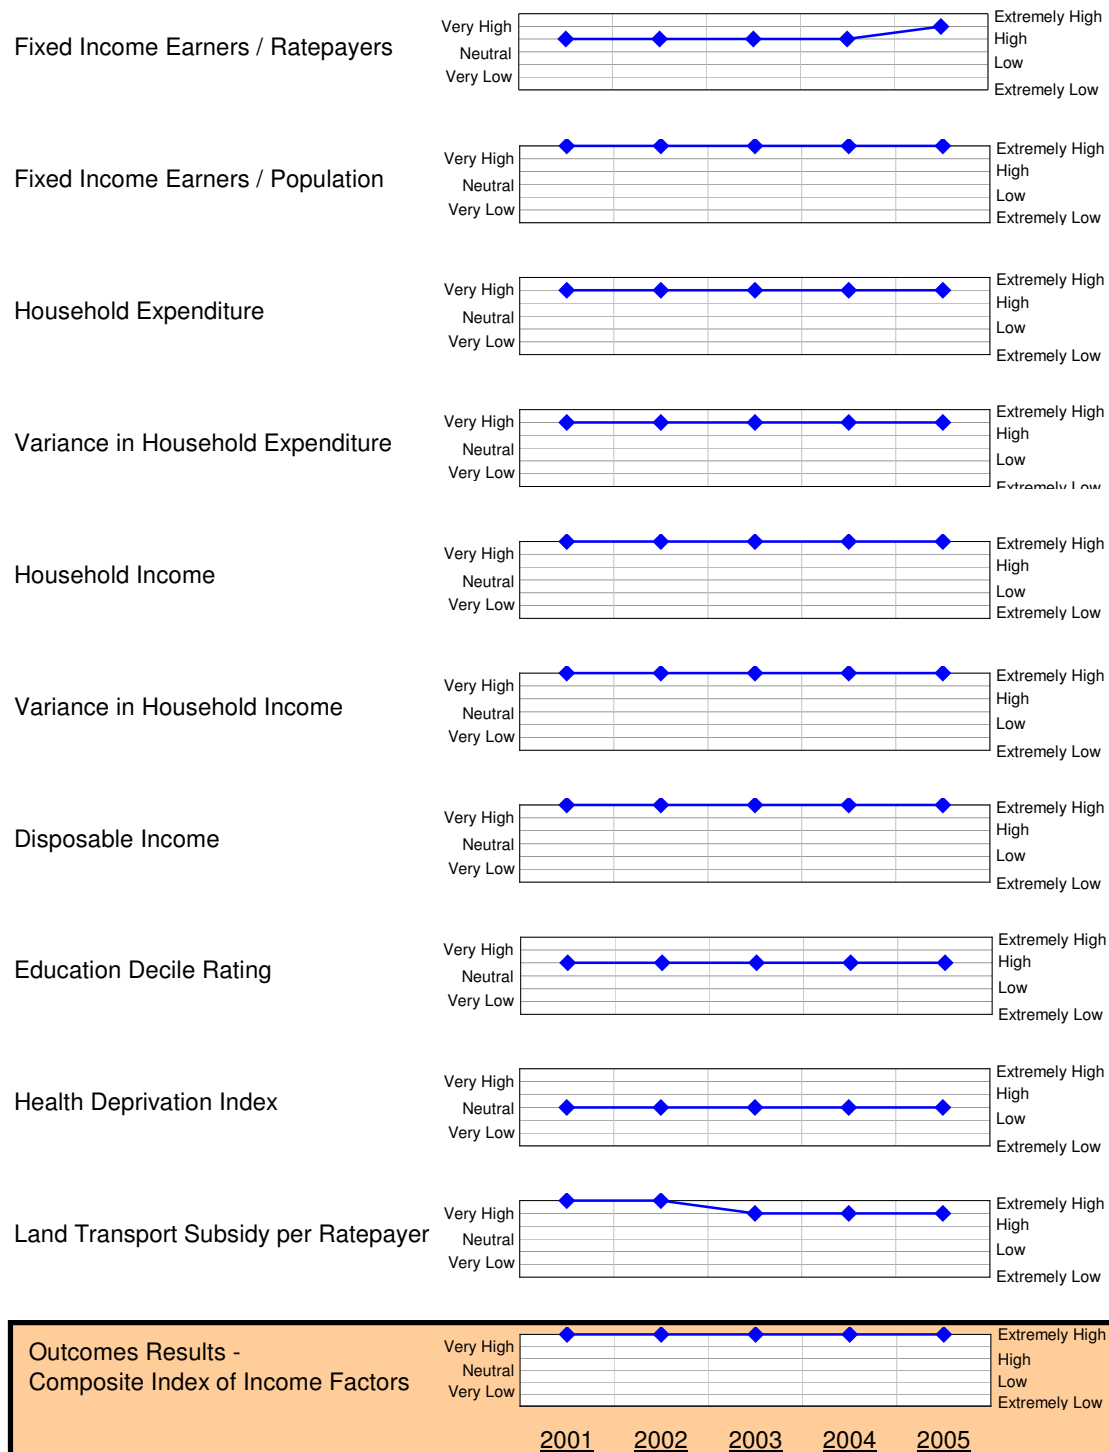 Fixed Income Earners / Ratepayers
Very High
Neutral
Very Low
Extremely High
High
Low
Extremely Low
Fixed Income Earners / Population
Very High
Neutral
Very Low
Extremely High
High
Low
Extremely Low
Household Expenditure
Very High
Neutral
Very Low
Extremely High
High
Low
Extremely Low
Variance in Household Expenditure
Very High
Neutral
Very Low
Extremely High
High
Low
Extremely Low
Household Income
Very High
Neutral
Very Low
Extremely High
High
Low
Extremely Low
Variance in Household Income
Very High
Neutral
Very Low
Extremely High
High
Low
Extremely Low
Disposable Income
Very High
Neutral
Very Low
Extremely High
High
Low
Extremely Low
Education Decile Rating
Very High
Neutral
Very Low
Extremely High
High
Low
Extremely Low
Health Deprivation Index
Very High
Neutral
Very Low
Extremely High
High
Low
Extremely Low
Land Transport Subsidy per Ratepayer
Very High
Neutral
Very Low
Extremely High
High
Low
Extremely Low
Outcomes Results -
Composite Index of Income Factors
Very High
Neutral
Very Low
Extremely High
High
Low
Extremely Low
2001 2002 2003 2004 2005